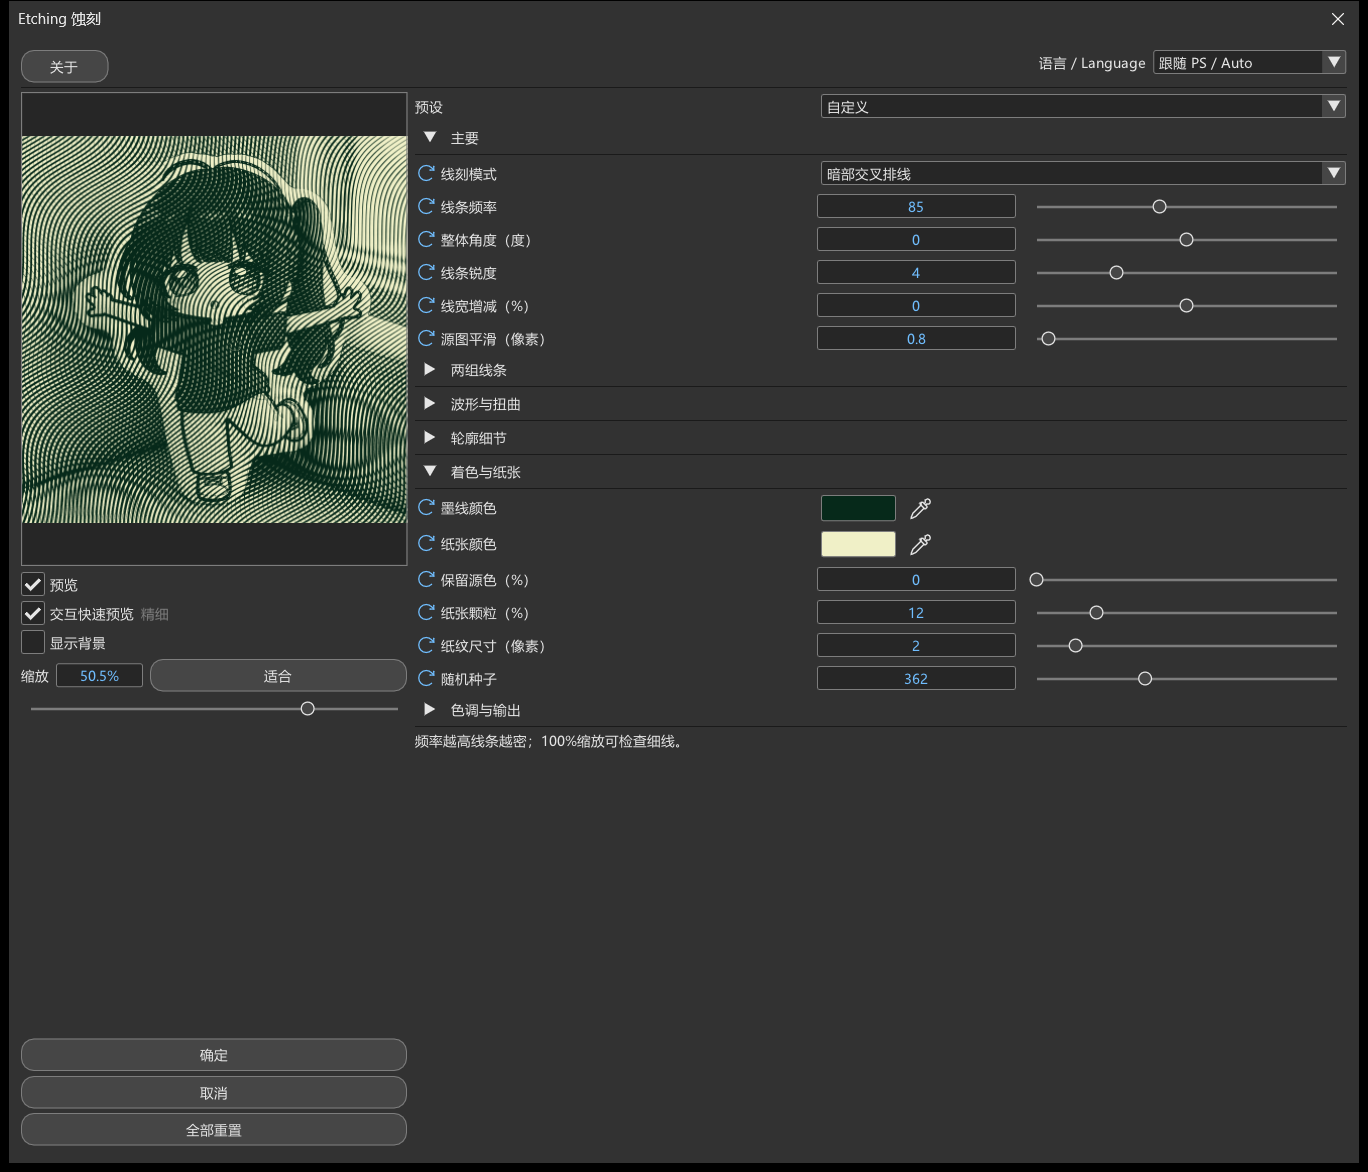 Etching 蚀刻
关于
语言 / Language 跟随 PS / Auto
预设 自定义
主要
线刻模式 暗部交叉排线
线条频率 85
整体角度（度） 0
线条锐度 4
线宽增减（%） 0
源图平滑（像素） 0.8
两组线条
波形与扭曲
轮廓细节
着色与纸张
墨线颜色
纸张颜色
保留源色（%） 0
纸张颗粒（%） 12
纸纹尺寸（像素） 2
随机种子 362
色调与输出
频率越高线条越密；100%缩放可检查细线。
预览
交互快速预览 精细
显示背景
缩放 50.5% 适合
确定
取消
全部重置